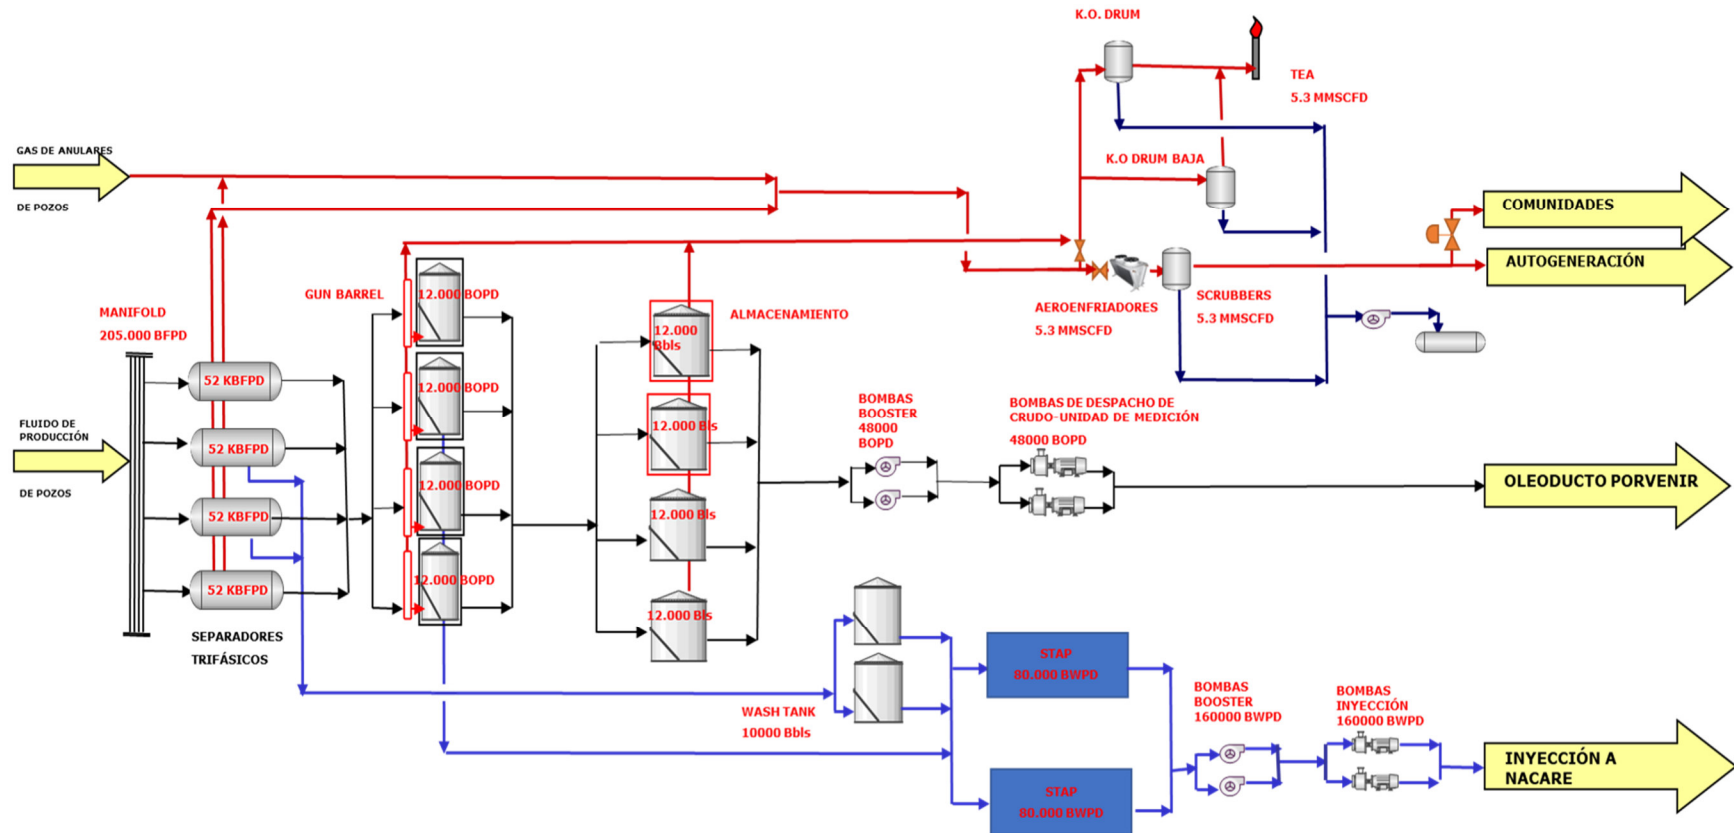 K.O. DRUM
TEA
5.3 MMSCFD
GAS DE ANULARES
DE POZOS
K.O DRUM BAJA
COMUNIDADES
AUTOGENERACIÓN
GUN BARREL
12.000 BOPD
12.000 BOPD
12.000 BOPD
12.000 BOPD
ALMACENAMIENTO
12.000
Bbls
12.000 Bls
12.000 Bls
12.000 Bls
AEROENFRIADORES
5.3 MMSCFD
SCRUBBERS
5.3 MMSCFD
MANIFOLD
205.000 BFPD
52 KBFPD
52 KBFPD
52 KBFPD
52 KBFPD
FLUIDO DE
PRODUCCIÓN
DE POZOS
SEPARADORES
TRIFÁSICOS
BOMBAS
BOOSTER
48000
BOPD
BOMBAS DE DESPACHO DE
CRUDO-UNIDAD DE MEDICIÓN
48000 BOPD
OLEODUCTO PORVENIR
WASH TANK
10000 Bbls
STAP
80.000 BWPD
STAP
80.000 BWPD
BOMBAS
BOOSTER
160000 BWPD
BOMBAS
INYECCIÓN
160000 BWPD
INYECCIÓN A
NACARE